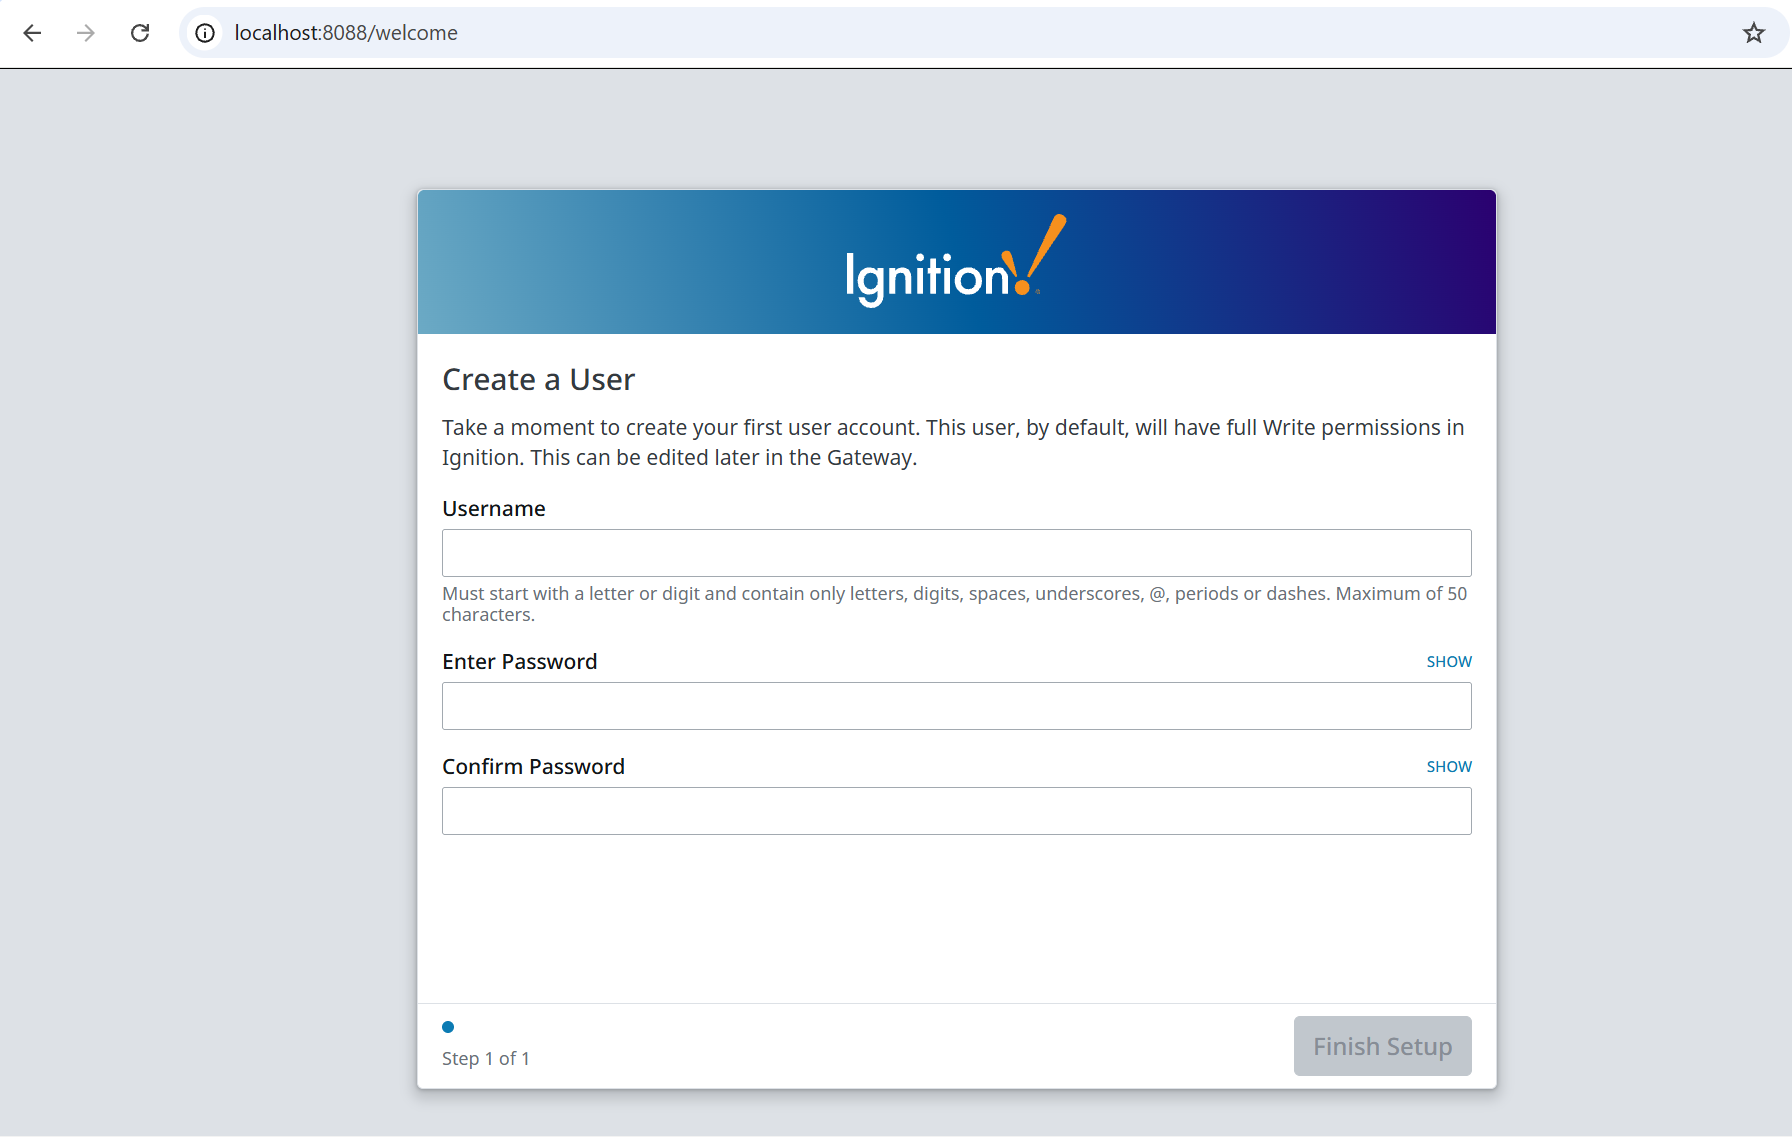 localhost:8088/welcome
Ignition
Create a User
Take a moment to create your first user account. This user, by default, will have full Write permissions in
Ignition. This can be edited later in the Gateway.
Username
Must start with a letter or digit and contain only letters, digits, spaces, underscores, @, periods or dashes. Maximum of 50
characters.
Enter Password
SHOW
Confirm Password
SHOW
Step 1 of 1
Finish Setup